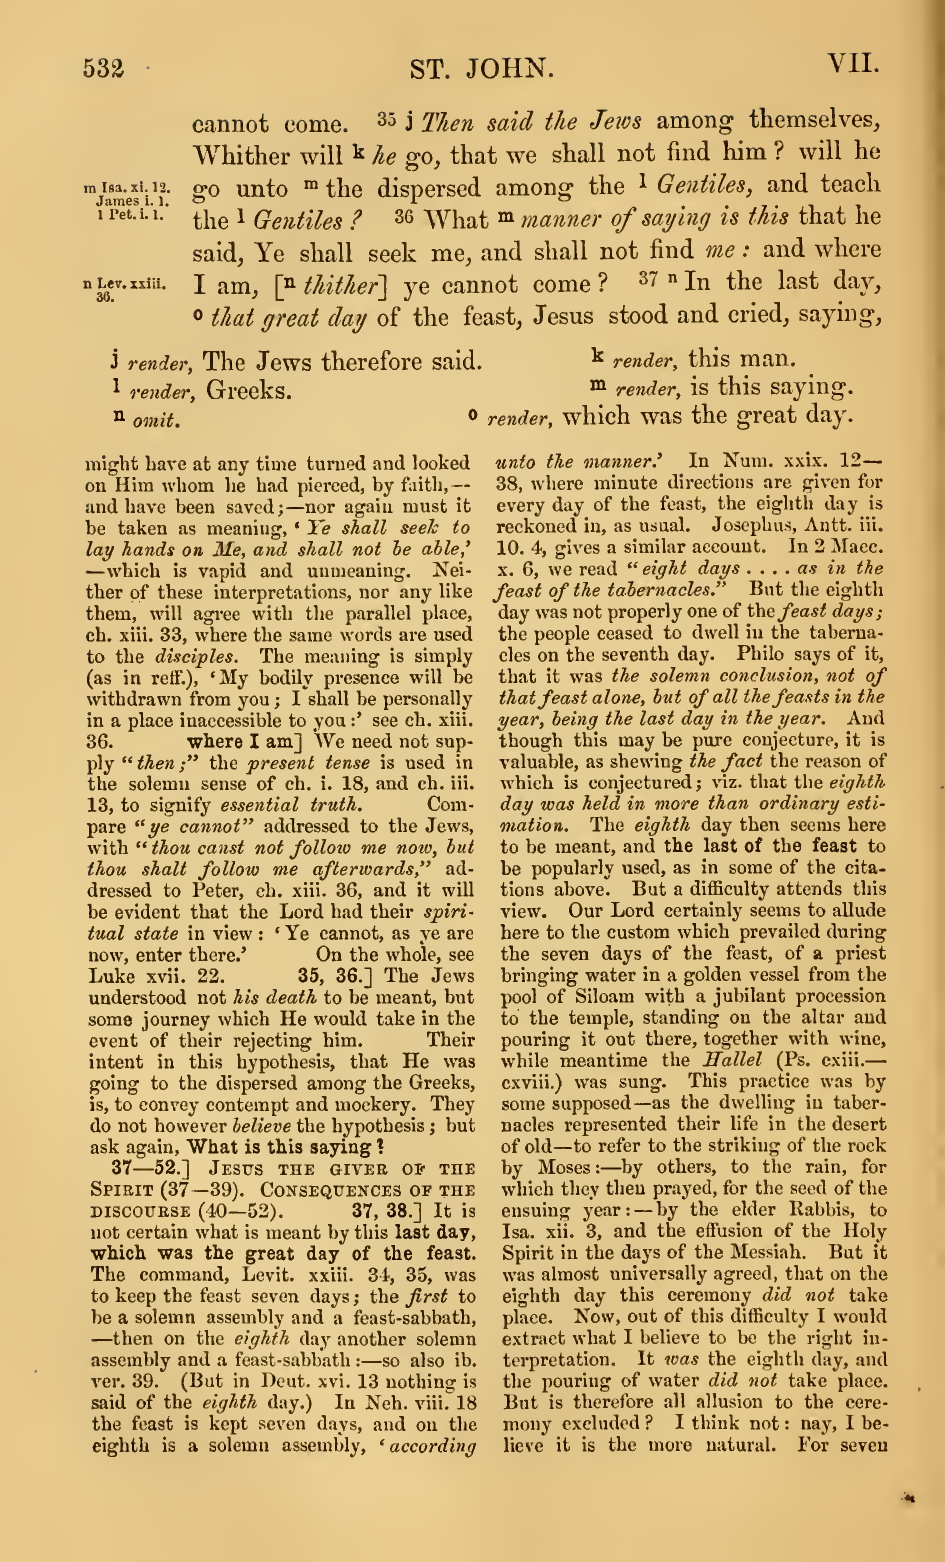 532
ST. JOHN.
VII.
cannot come. 35 j Then said the Jews among themselves,
Whither will k he go, that we shall not find him ? will he
m Isa. xi. 12.
James i. 1.
1 Pet. i. 1.
go unto m the dispersed among the l Gentiles, and teach
the l Gentiles ? 36 What m manner of saying is this that he
said, Ye shall seek me, and shall not find me : and where
n Lev. xxiii.
36.
I am, [n thither] ye cannot come ? 37 n In the last day,
o that great day of the feast, Jesus stood and cried, saying,
j render, The Jews therefore said.
k render, this man.
l render, Greeks.
m render, is this saying.
n omit.
o render, which was the great day.
might have at any time turned and looked
on Him whom he had pierced, by faith,—
and have been saved;—nor again must it
be taken as meaning, ‘ Ye shall seek to
lay hands on Me, and shall not be able,’
—which is vapid and unmeaning. Nei-
ther of these interpretations, nor any like
them, will agree with the parallel place,
ch. xiii. 33, where the same words are used
to the disciples. The meaning is simply
(as in reff.), ‘My bodily presence will be
withdrawn from you; I shall be personally
in a place inaccessible to you:’ see ch. xiii.
36. where I am] We need not sup-
ply “then;” the present tense is used in
the solemn sense of ch. i. 18, and ch. iii.
13, to signify essential truth. Com-
pare “ye cannot” addressed to the Jews,
with “thou canst not follow me now, but
thou shalt follow me afterwards,” ad-
dressed to Peter, ch. xiii. 36, and it will
be evident that the Lord had their spiri-
tual state in view : ‘Ye cannot, as ye are
now, enter there.’ On the whole, see
Luke xvii. 22. 35, 36.] The Jews
understood not his death to be meant, but
some journey which He would take in the
event of their rejecting him. Their
intent in this hypothesis, that He was
going to the dispersed among the Greeks,
is, to convey contempt and mockery. They
do not however believe the hypothesis; but
ask again, What is this saying?
37—52.] JESUS THE GIVER OF THE
SPIRIT (37—39). CONSEQUENCES OF THE
DISCOURSE (40—52). 37, 38.] It is
not certain what is meant by this last day,
which was the great day of the feast.
The command, Levit. xxiii. 34, 35, was
to keep the feast seven days; the first to
be a solemn assembly and a feast-sabbath,
—then on the eighth day another solemn
assembly and a feast-sabbath :—so also ib.
ver. 39. (But in Deut. xvi. 13 nothing is
said of the eighth day.) In Neh. viii. 18
the feast is kept seven days, and on the
eighth is a solemn assembly, ‘according
unto the manner.’ In Num. xxix. 12—
38, where minute directions are given for
every day of the feast, the eighth day is
reckoned in, as usual. Josephus, Antt. iii.
10. 4, gives a similar account. In 2 Macc.
x. 6, we read “eight days . . . . as in the
feast of the tabernacles.” But the eighth
day was not properly one of the feast days;
the people ceased to dwell in the taberna-
cles on the seventh day. Philo says of it,
that it was the solemn conclusion, not of
that feast alone, but of all the feasts in the
year, being the last day in the year. And
though this may be pure conjecture, it is
valuable, as shewing the fact the reason of
which is conjectured; viz. that the eighth
day was held in more than ordinary esti-
mation. The eighth day then seems here
to be meant, and the last of the feast to
be popularly used, as in some of the cita-
tions above. But a difficulty attends this
view. Our Lord certainly seems to allude
here to the custom which prevailed during
the seven days of the feast, of a priest
bringing water in a golden vessel from the
pool of Siloam with a jubilant procession
to the temple, standing on the altar and
pouring it out there, together with wine,
while meantime the Hallel (Ps. cxiii.—
cxviii.) was sung. This practice was by
some supposed—as the dwelling in taber-
nacles represented their life in the desert
of old—to refer to the striking of the rock
by Moses:—by others, to the rain, for
which they then prayed, for the seed of the
ensuing year:—by the elder Rabbis, to
Isa. xii. 3, and the effusion of the Holy
Spirit in the days of the Messiah. But it
was almost universally agreed, that on the
eighth day this ceremony did not take
place. Now, out of this difficulty I would
extract what I believe to be the right in-
terpretation. It was the eighth day, and
the pouring of water did not take place.
But is therefore all allusion to the cere-
mony excluded? I think not: nay, I be-
lieve it is the more natural. For seven